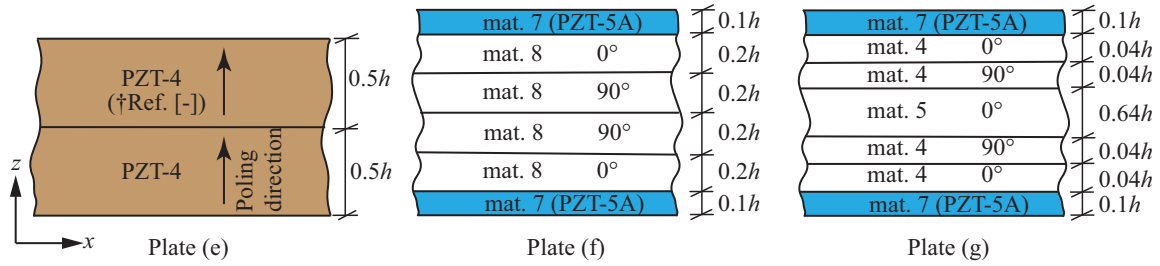 PZT-4
(†Ref. [-])
0.5h
PZT-4
Poling
direction
0.5h
z
x
Plate (e)
mat. 7 (PZT-5A)
0.1h
mat. 8 0°
0.2h
mat. 8 90°
0.2h
mat. 8 90°
0.2h
mat. 8 0°
0.2h
mat. 7 (PZT-5A)
0.1h
Plate (f)
mat. 7 (PZT-5A)
0.1h
mat. 4 0°
0.04h
mat. 4 90°
0.04h
mat. 5 0°
0.64h
mat. 4 90°
0.04h
mat. 4 0°
0.04h
mat. 7 (PZT-5A)
0.1h
Plate (g)